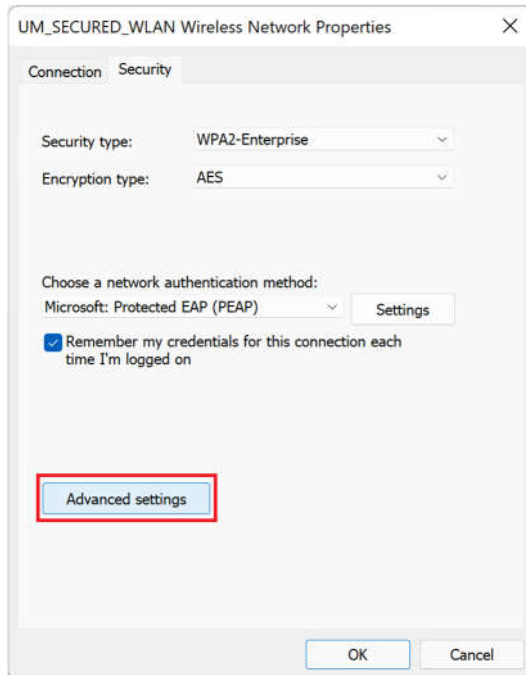 UM_SECURED_WLAN Wireless Network Properties
Connection Security
Security type: WPA2-Enterprise
Encryption type: AES
Choose a network authentication method:
Microsoft: Protected EAP (PEAP) Settings
Remember my credentials for this connection each
time I'm logged on
Advanced settings
OK Cancel